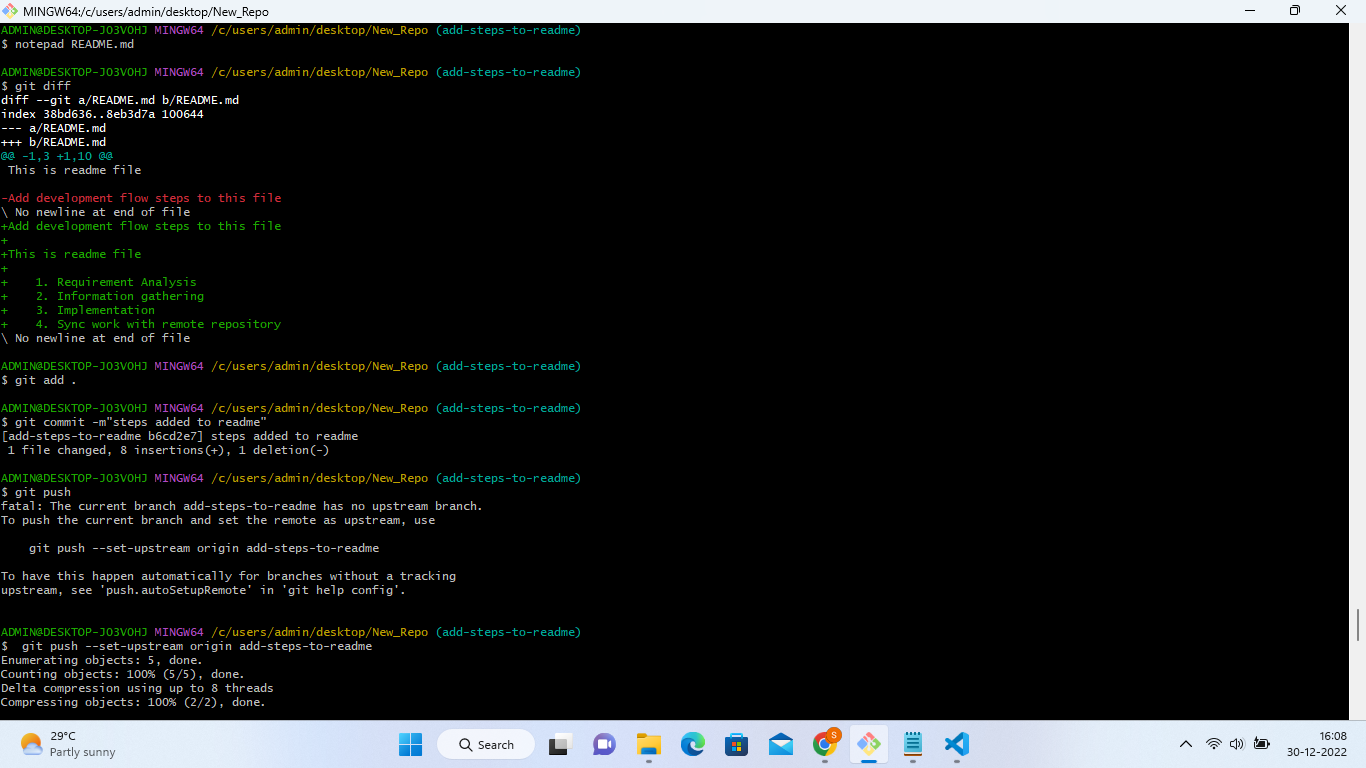 MINGW64:/c/users/admin/desktop/New_Repo
ADMIN@DESKTOP-JO3VOHJ MINGW64 /c/users/admin/desktop/New_Repo (add-steps-to-readme)
$ notepad README.md
ADMIN@DESKTOP-JO3VOHJ MINGW64 /c/users/admin/desktop/New_Repo (add-steps-to-readme)
$ git diff
diff --git a/README.md b/README.md
index 38bd636..8eb3d7a 100644
--- a/README.md
+++ b/README.md
@@ -1,3 +1,10 @@
 This is readme file
-Add development flow steps to this file
\ No newline at end of file
+Add development flow steps to this file
+
+This is readme file
+
+    1. Requirement Analysis
+    2. Information gathering
+    3. Implementation
+    4. Sync work with remote repository
\ No newline at end of file
ADMIN@DESKTOP-JO3VOHJ MINGW64 /c/users/admin/desktop/New_Repo (add-steps-to-readme)
$ git add .
ADMIN@DESKTOP-JO3VOHJ MINGW64 /c/users/admin/desktop/New_Repo (add-steps-to-readme)
$ git commit -m"steps added to readme"
[add-steps-to-readme b6cd2e7] steps added to readme
 1 file changed, 8 insertions(+), 1 deletion(-)
ADMIN@DESKTOP-JO3VOHJ MINGW64 /c/users/admin/desktop/New_Repo (add-steps-to-readme)
$ git push
fatal: The current branch add-steps-to-readme has no upstream branch.
To push the current branch and set the remote as upstream, use
    git push --set-upstream origin add-steps-to-readme
To have this happen automatically for branches without a tracking
upstream, see 'push.autoSetupRemote' in 'git help config'.
ADMIN@DESKTOP-JO3VOHJ MINGW64 /c/users/admin/desktop/New_Repo (add-steps-to-readme)
$  git push --set-upstream origin add-steps-to-readme
Enumerating objects: 5, done.
Counting objects: 100% (5/5), done.
Delta compression using up to 8 threads
Compressing objects: 100% (2/2), done.
29°C
Partly sunny
Search
S
16:08
30-12-2022